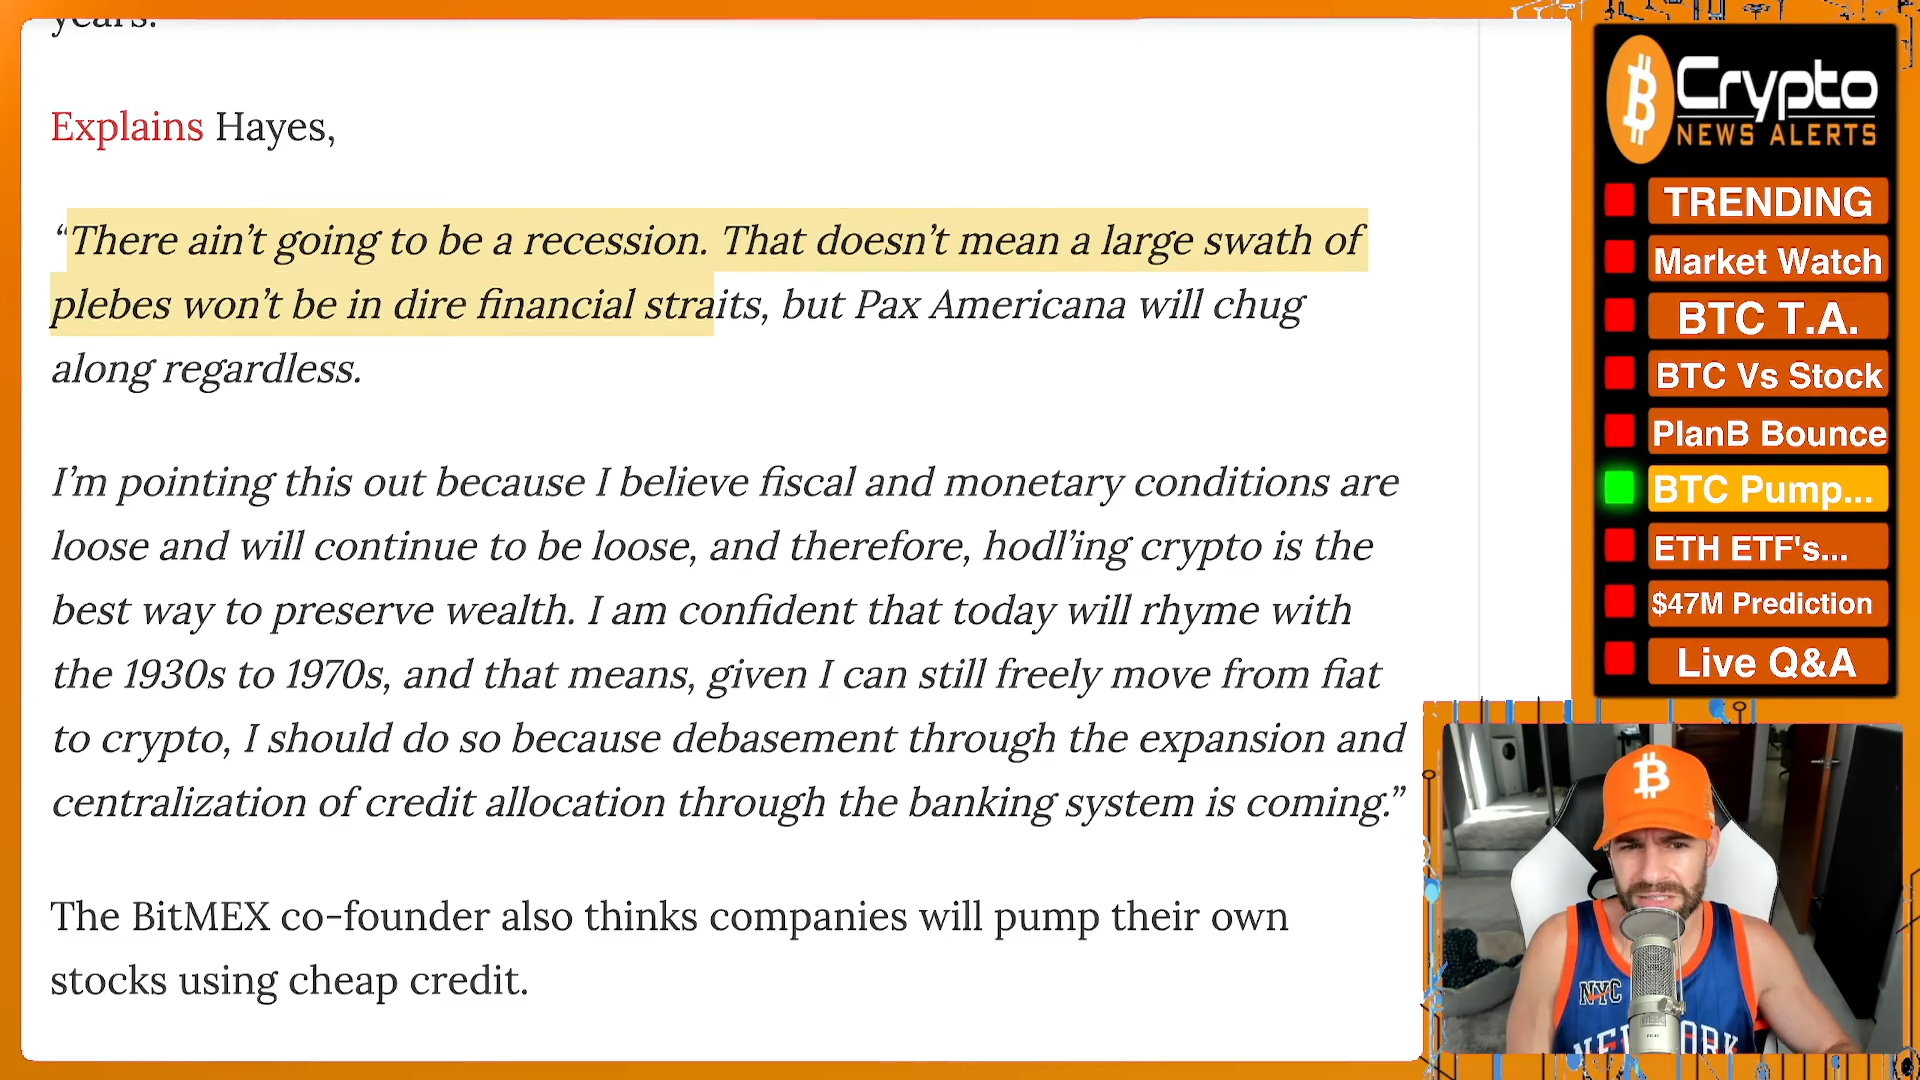 years.
Explains Hayes,
“There ain’t going to be a recession. That doesn’t mean a large swath of
plebes won’t be in dire financial straits, but Pax Americana will chug
along regardless.
I’m pointing this out because I believe fiscal and monetary conditions are
loose and will continue to be loose, and therefore, hodl’ing crypto is the
best way to preserve wealth. I am confident that today will rhyme with
the 1930s to 1970s, and that means, given I can still freely move from fiat
to crypto, I should do so because debasement through the expansion and
centralization of credit allocation through the banking system is coming.”
The BitMEX co-founder also thinks companies will pump their own
stocks using cheap credit.
Crypto
NEWS ALERTS
TRENDING
Market Watch
BTC T.A.
BTC Vs Stock
PlanB Bounce
BTC Pump...
ETH ETF's...
$47M Prediction
Live Q&A
NYC